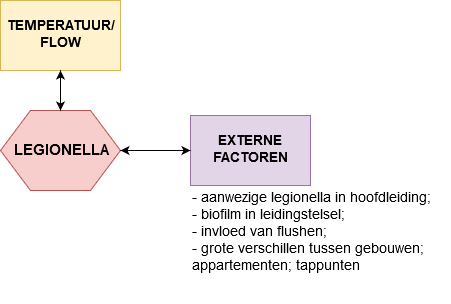 TEMPERATUUR/
FLOW
LEGIONELLA
EXTERNE
FACTOREN
- aanwezige legionella in hoofdleiding;
- biofilm in leidingstelsel;
- invloed van flushen;
- grote verschillen tussen gebouwen;
appartementen; tappunten